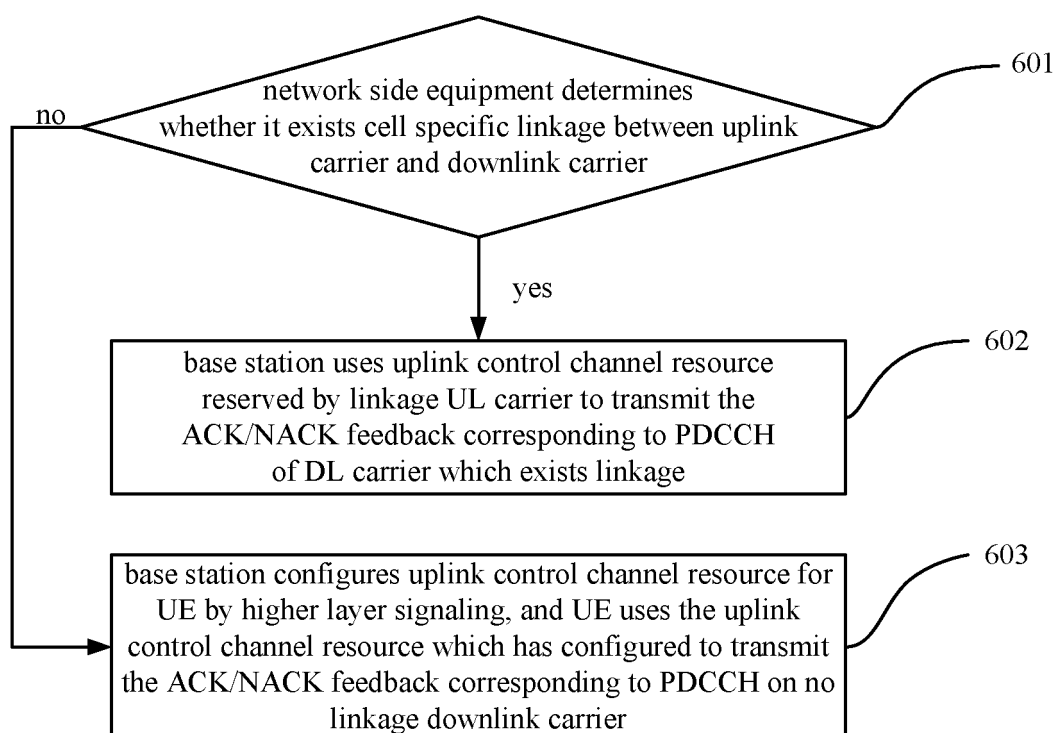 601
network side equipment determines
whether it exists cell specific linkage between uplink
carrier and downlink carrier
no
yes
602
base station uses uplink control channel resource
reserved by linkage UL carrier to transmit the
ACK/NACK feedback corresponding to PDCCH
of DL carrier which exists linkage
603
base station configures uplink control channel resource for
UE by higher layer signaling, and UE uses the uplink
control channel resource which has configured to transmit
the ACK/NACK feedback corresponding to PDCCH on no
linkage downlink carrier